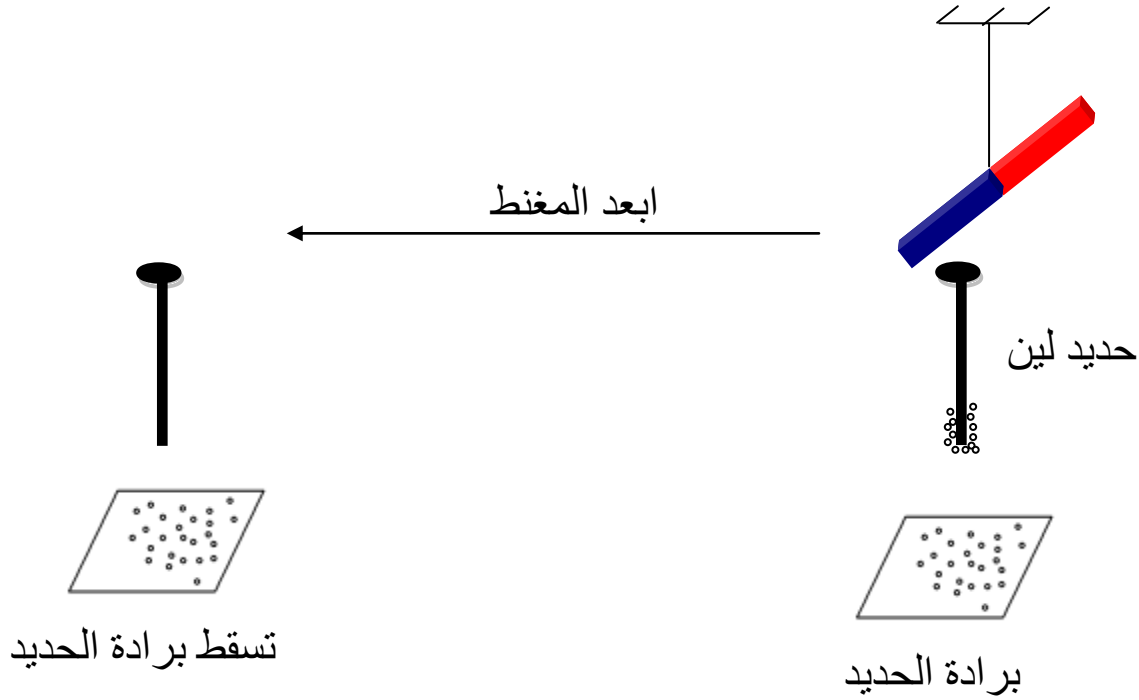 ابعد المغنط
حديد لين
برادة الحديد
تسقط برادة الحديد